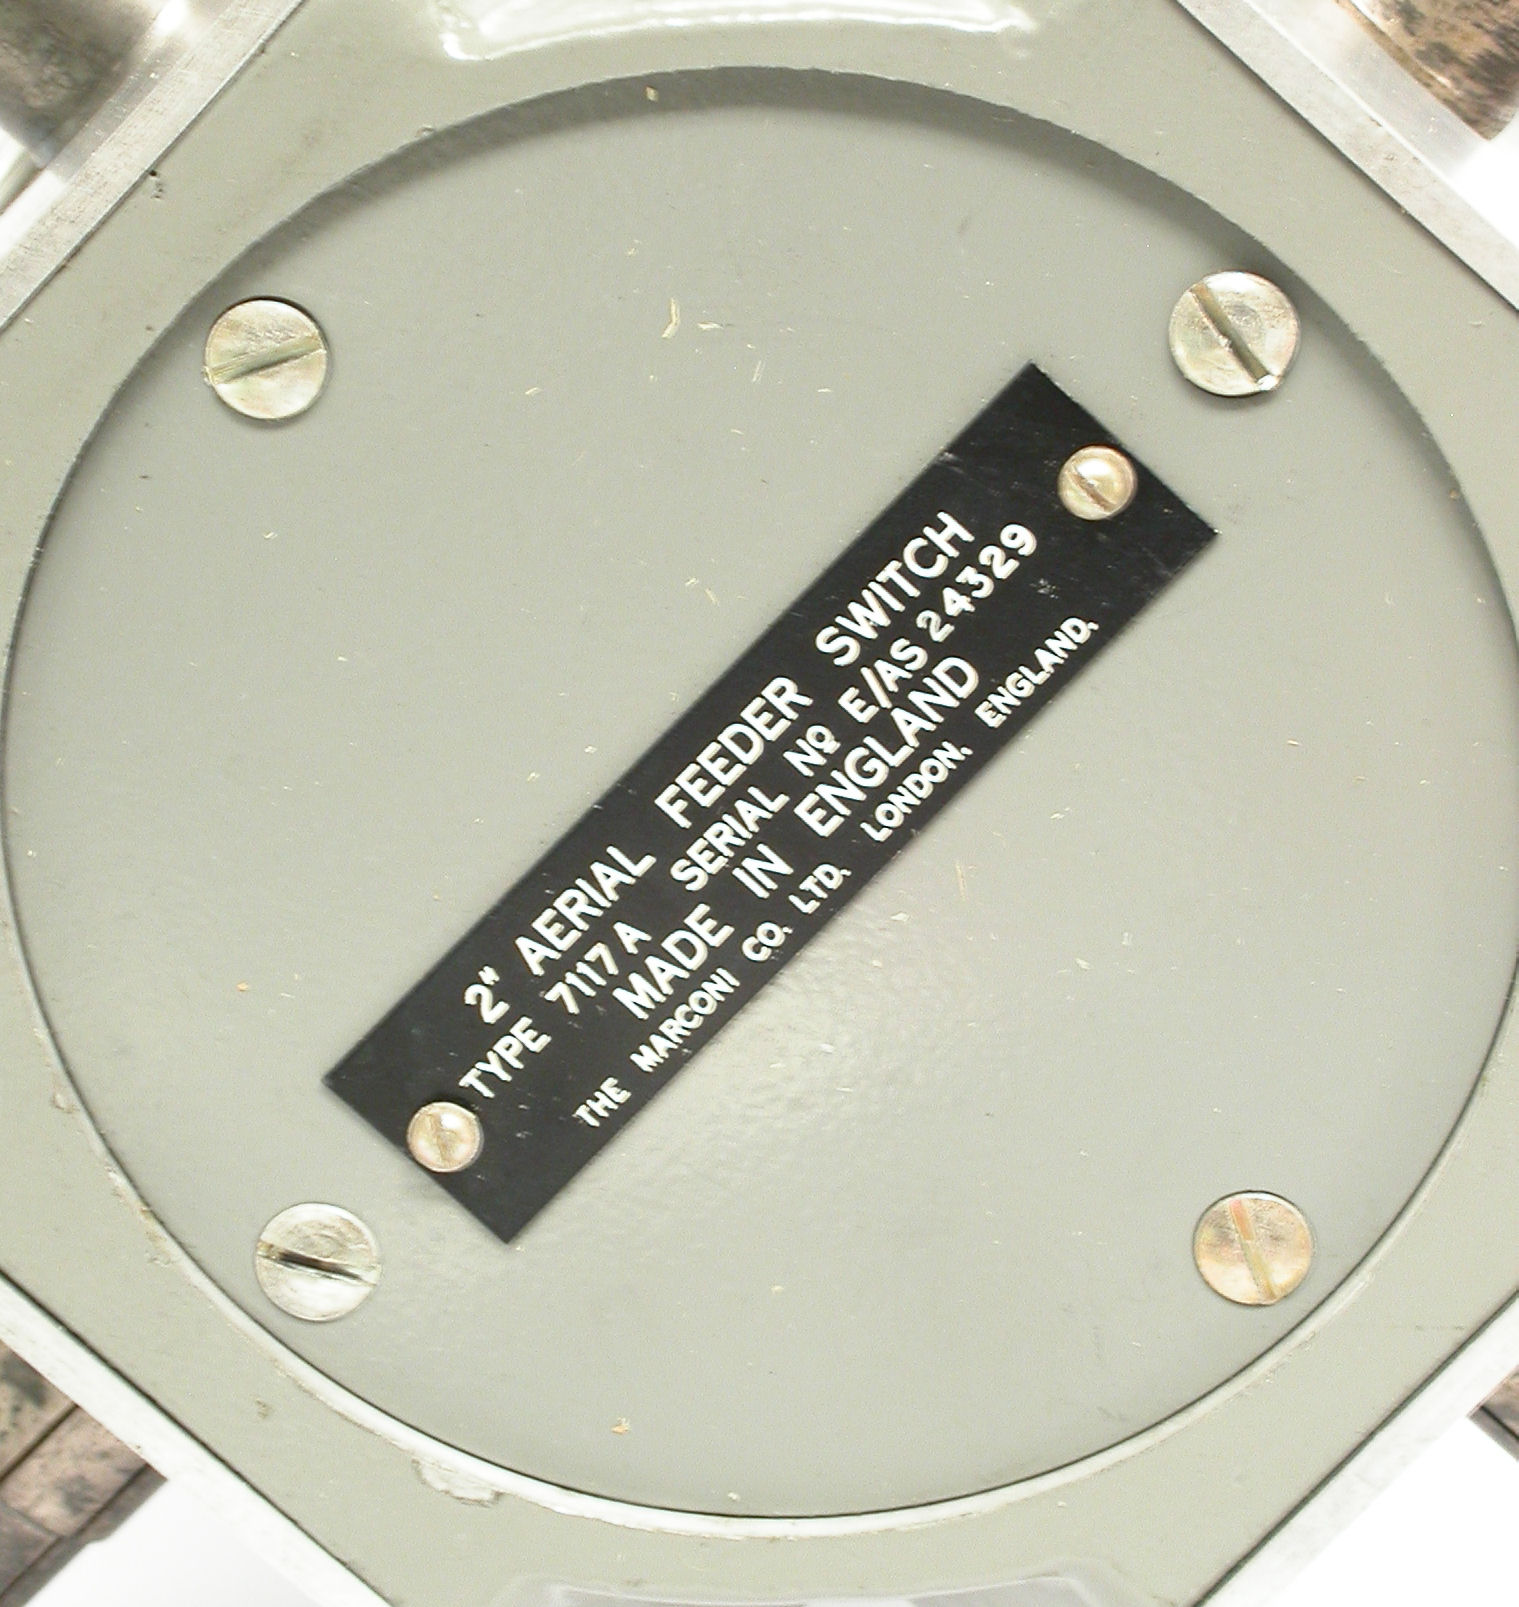 2" AERIAL FEEDER SWITCH
TYPE 7117A SERIAL Nº E/AS 24329
MADE IN ENGLAND
THE MARCONI CO. LTD. LONDON. ENGLAND.